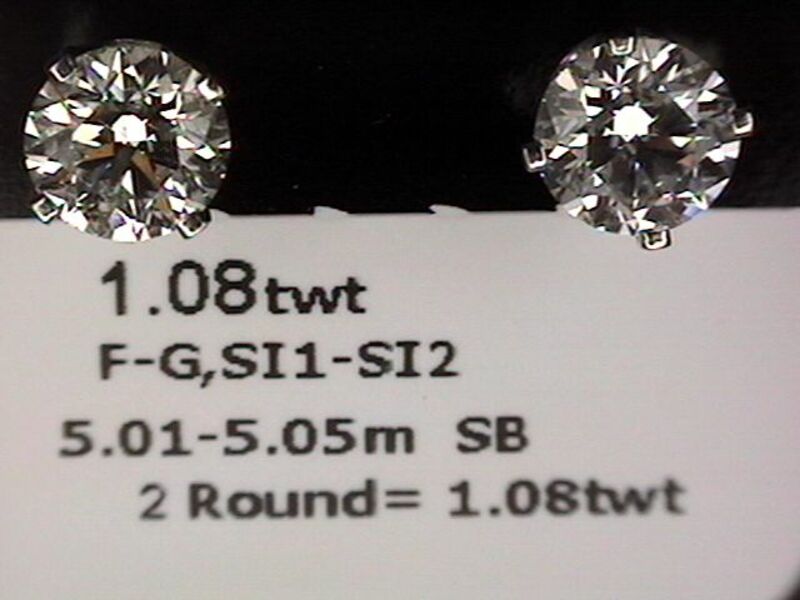 1.08twt
F-G,SI1-SI2
5.01-5.05m SB
2 Round= 1.08twt